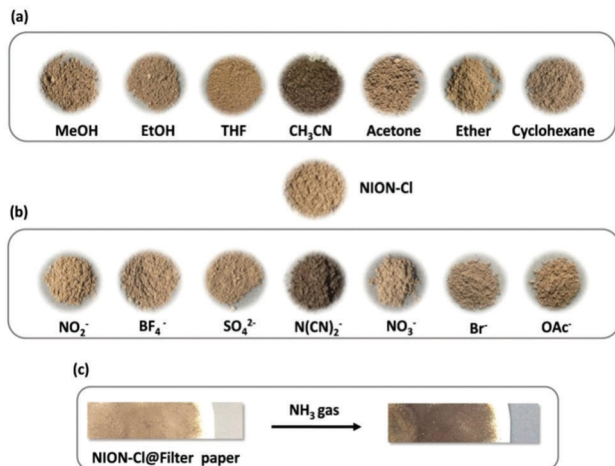 (a)
MeOH EtOH THF CH₃CN Acetone Ether Cyclohexane
NION-Cl
(b)
NO₂⁻ BF₄⁻ SO₄²⁻ N(CN)₂⁻ NO₃⁻ Br⁻ OAc⁻
(c)
NH₃ gas
NION-Cl@Filter paper